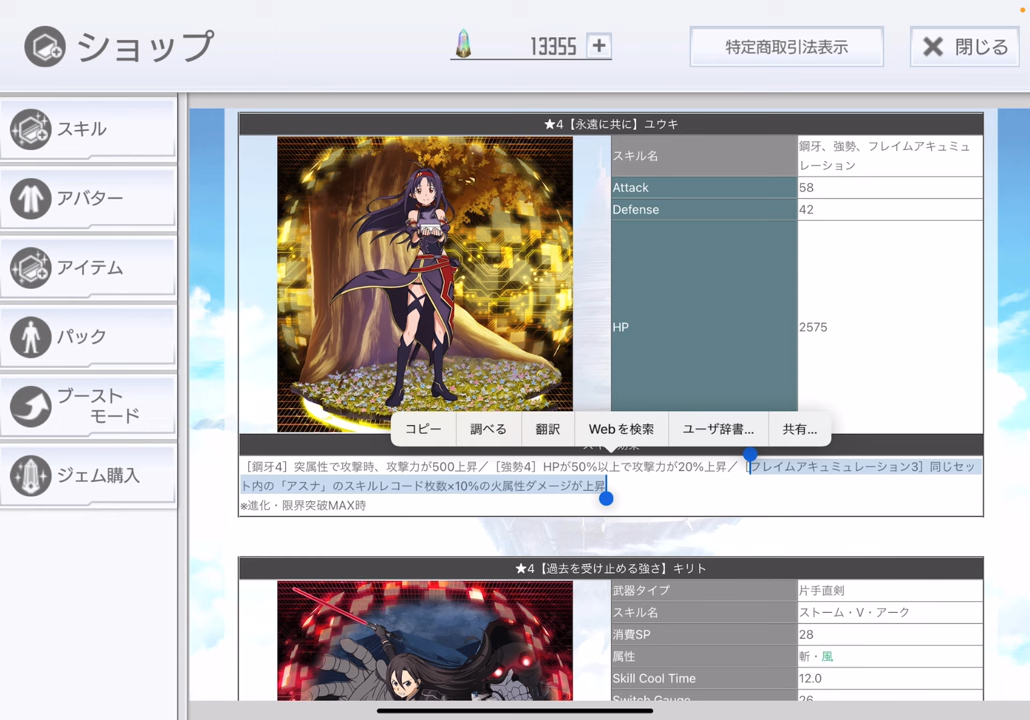 ショップ
13355
特定商取引法表示
閉じる
スキル
アバター
アイテム
パック
ブースト
モード
ジェム購入
★4【永遠に共に】ユウキ
スキル名
鋼牙、強勢、フレイムアキュミュ
レーション
Attack
58
Defense
42
HP
2575
コピー
調べる
翻訳
Webを検索
ユーザ辞書...
共有...
［鋼牙4］突属性で攻撃時、攻撃力が500上昇／［強勢4］HPが50%以上で攻撃力が20%上昇／［フレイムアキュミュレーション3］同じセッ
ト内の「アスナ」のスキルレコード枚数×10%の火属性ダメージが上昇
※進化・限界突破MAX時
★4【過去を受け止める強さ】キリト
武器タイプ
片手直剣
スキル名
ストーム・V・アーク
消費SP
28
属性
斬・風
Skill Cool Time
12.0
Switch Gauge
26